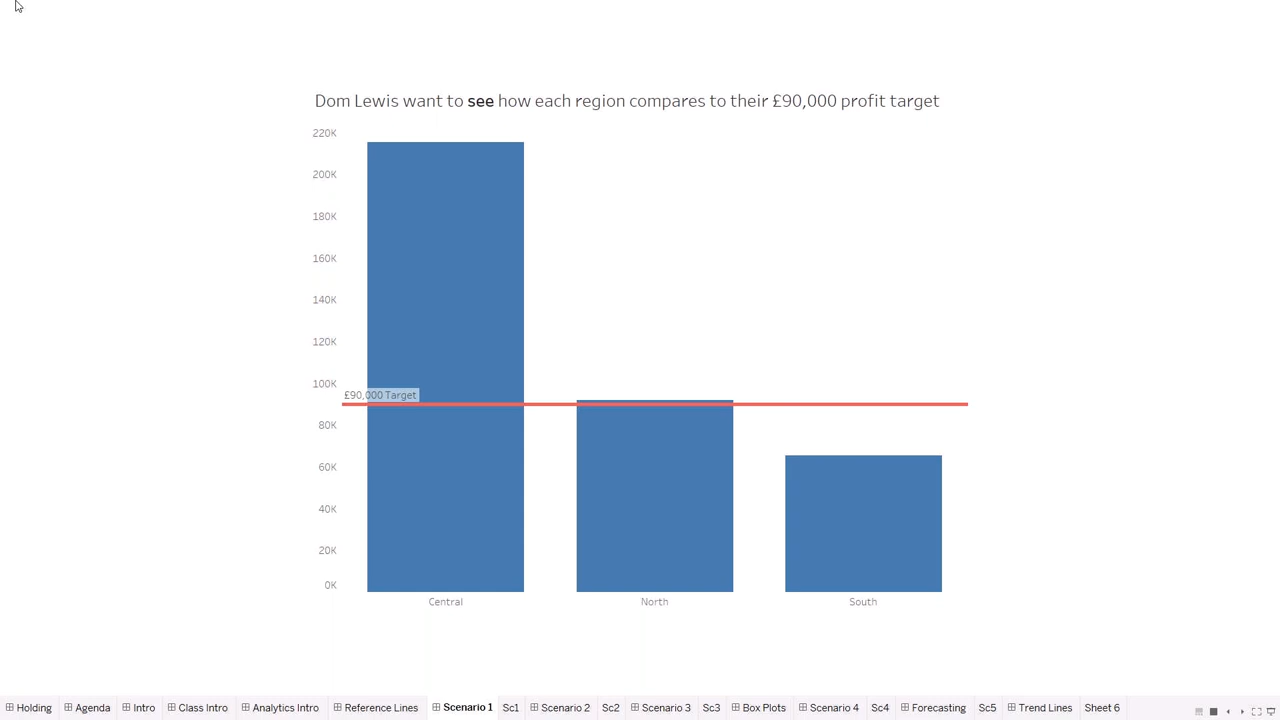 Dom Lewis want to see how each region compares to their £90,000 profit target
220K
200K
180K
160K
140K
120K
100K
£90,000 Target
80K
60K
40K
20K
0K
Central North South
Holding Agenda Intro Class Intro Analytics Intro Reference Lines Scenario 1 Sc1 Scenario 2 Sc2 Scenario 3 Sc3 Box Plots Scenario 4 Sc4 Forecasting Sc5 Trend Lines Sheet 6